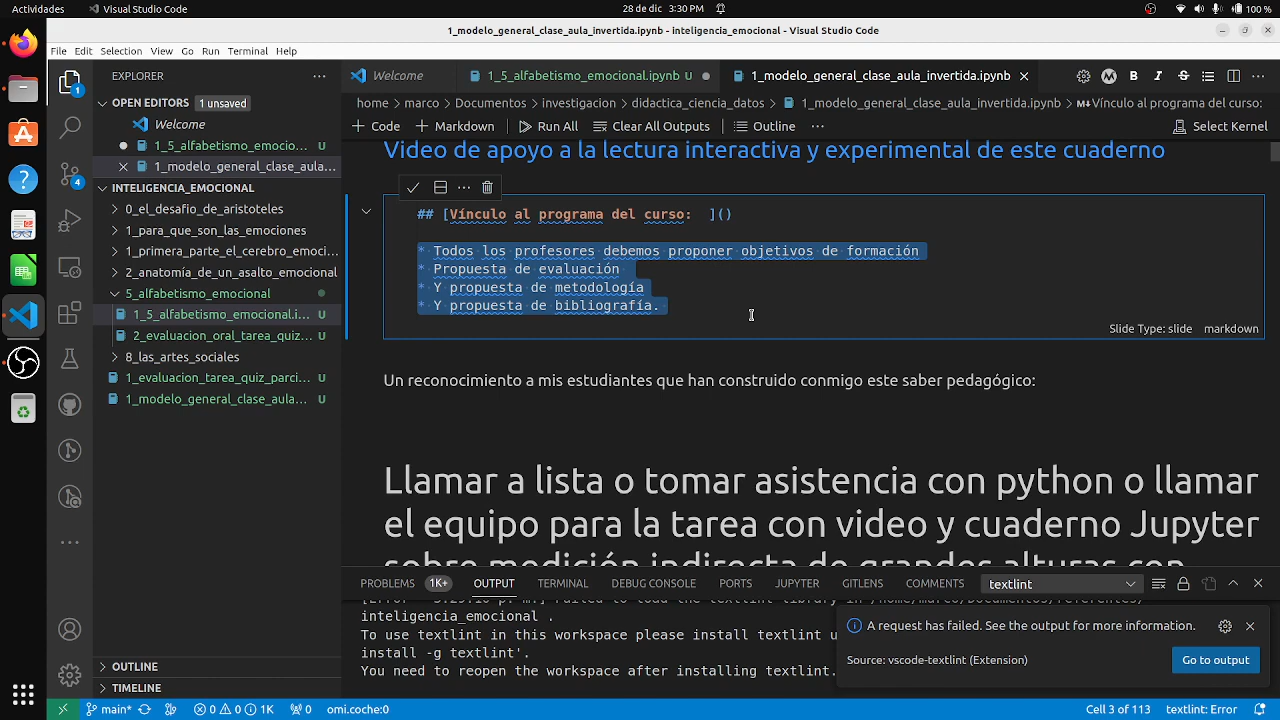 Actividades Visual Studio Code 28 de dic 3:30 PM 100 %
1_modelo_general_clase_aula_invertida.ipynb - inteligencia_emocional - Visual Studio Code
File Edit Selection View Go Run Terminal Help
EXPLORER
Welcome 1_5_alfabetismo_emocional.ipynb U 1_modelo_general_clase_aula_invertida.ipynb
OPEN EDITORS 1 unsaved
Welcome
1_5_alfabetismo_emocio...
1_modelo_general_clase_aula...
INTELIGENCIA_EMOCIONAL
0_el_desafio_de_aristoteles
1_para_que_son_las_emociones
1_primera_parte_el_cerebro_emoci...
2_anatomía_de_un_asalto_emocional
5_alfabetismo_emocional
1_5_alfabetismo_emocional.i... U
2_evaluacion_oral_tarea_quiz... U
8_las_artes_sociales
1_evaluacion_tarea_quiz_parci... U
1_modelo_general_clase_aula... U
OUTLINE
TIMELINE
home > marco > Documentos > investigacion > didactica_ciencia_datos > 1_modelo_general_clase_aula_invertida.ipynb > Vínculo al programa del curso:
+ Code + Markdown Run All Clear All Outputs Outline ... Select Kernel
Video de apoyo a la lectura interactiva y experimental de este cuaderno
## [Vínculo al programa del curso:  ]()
* Todos los profesores debemos proponer objetivos de formación
* Propuesta de evaluación
* Y propuesta de metodología
* Y propuesta de bibliografía.
Slide Type: slide markdown
Un reconocimiento a mis estudiantes que han construido conmigo este saber pedagógico:
Llamar a lista o tomar asistencia con python o llamar
el equipo para la tarea con video y cuaderno Jupyter
sobre medición indirecta de grandes alturas con
PROBLEMS 1K+ OUTPUT TERMINAL DEBUG CONSOLE PORTS JUPYTER GITLENS COMMENTS textlint
inteligencia_emocional .
To use textlint in this workspace please install textlint u
install -g textlint'.
You need to reopen the workspace after installing textlint.
A request has failed. See the output for more information.
Source: vscode-textlint (Extension) Go to output
1
4
main* 0 0 1K 0 omi.coche:0 Cell 3 of 113 textlint: Error